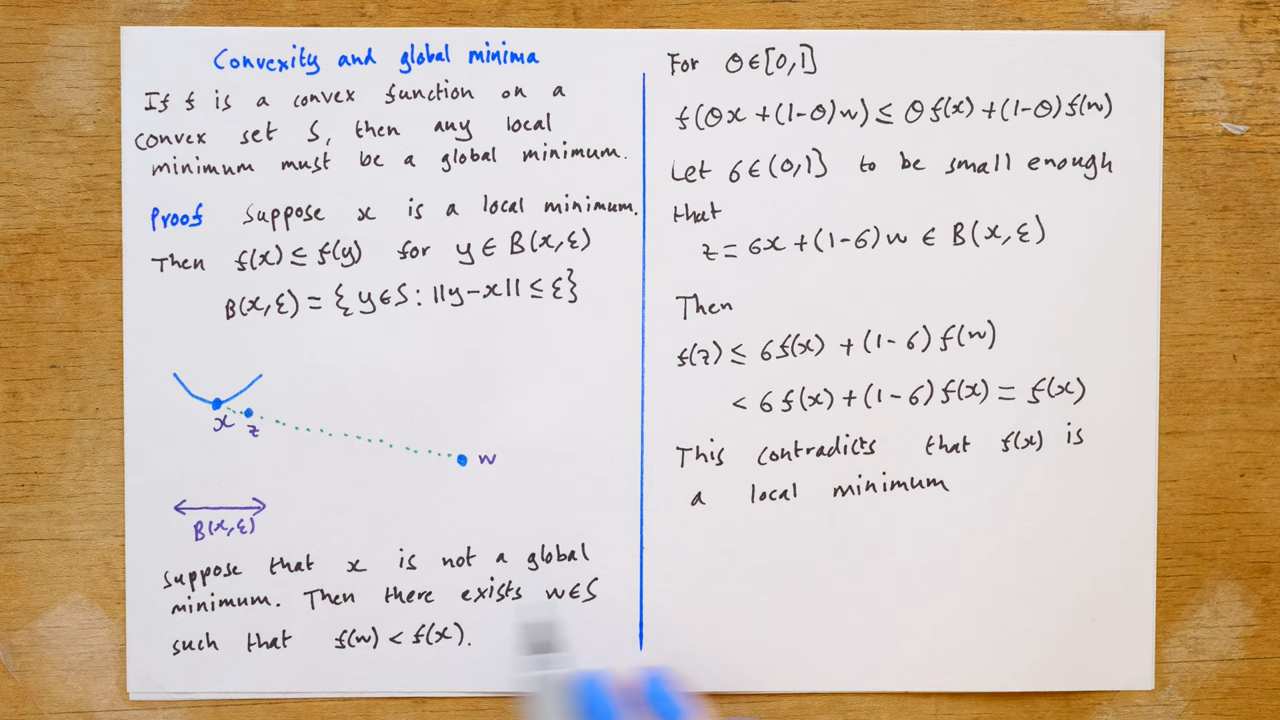 Convexity and global minima
If f is a convex function on a
convex set S, then any local
minimum must be a global minimum.
Proof Suppose x is a local minimum.
Then f(x) ≤ f(y) for y ∈ B(x,ε)
B(x,ε) = { y∈S : ||y-x|| ≤ ε}
x
z
w
B(x,ε)
Suppose that x is not a global
minimum. Then there exists w∈S
such that f(w) < f(x).
For θ∈[0,1]
f(θx + (1-θ)w) ≤ θf(x) + (1-θ)f(w)
Let δ∈(0,1] to be small enough
that
z = δx + (1-δ)w ∈ B(x,ε)
Then
f(z) ≤ δf(x) + (1-δ)f(w)
< δf(x) + (1-δ)f(x) = f(x)
This contradicts that f(x) is
a local minimum